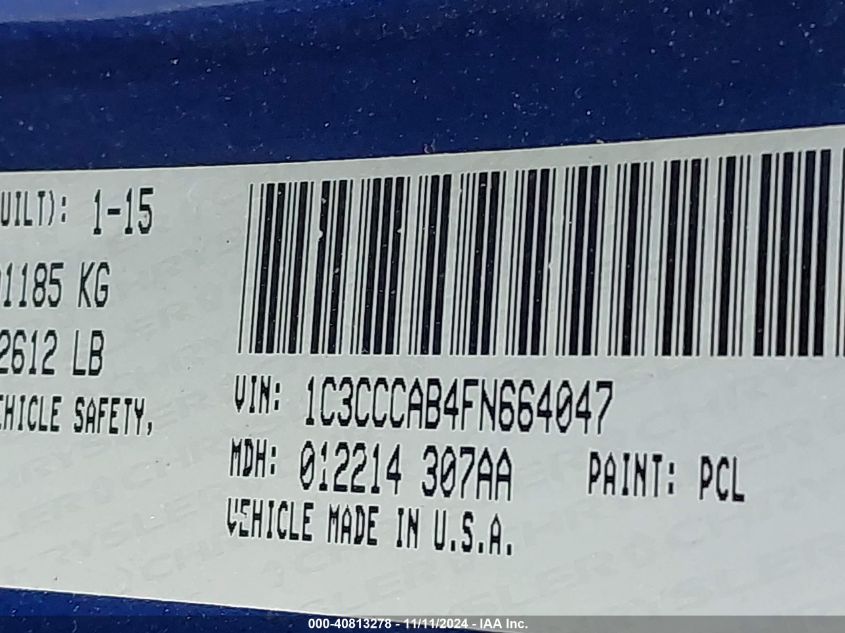 UILT): 1-15
1185 KG
2612 LB
HICLE SAFETY,
VIN: 1C3CCCAB4FN664047
MDH: 012214 307AA PAINT: PCL
VEHICLE MADE IN U.S.A.
000-40813278 - 11/11/2024 - IAA Inc.